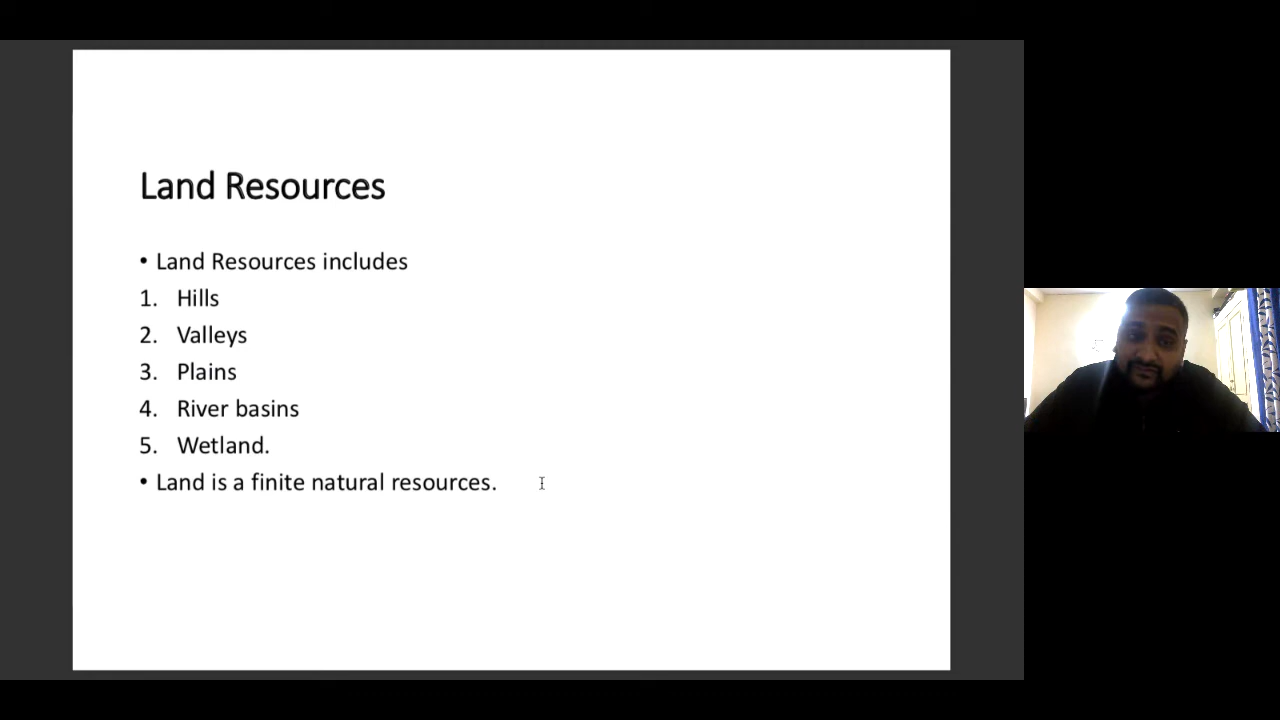 Land Resources
• Land Resources includes
1. Hills
2. Valleys
3. Plains
4. River basins
5. Wetland.
• Land is a finite natural resources.